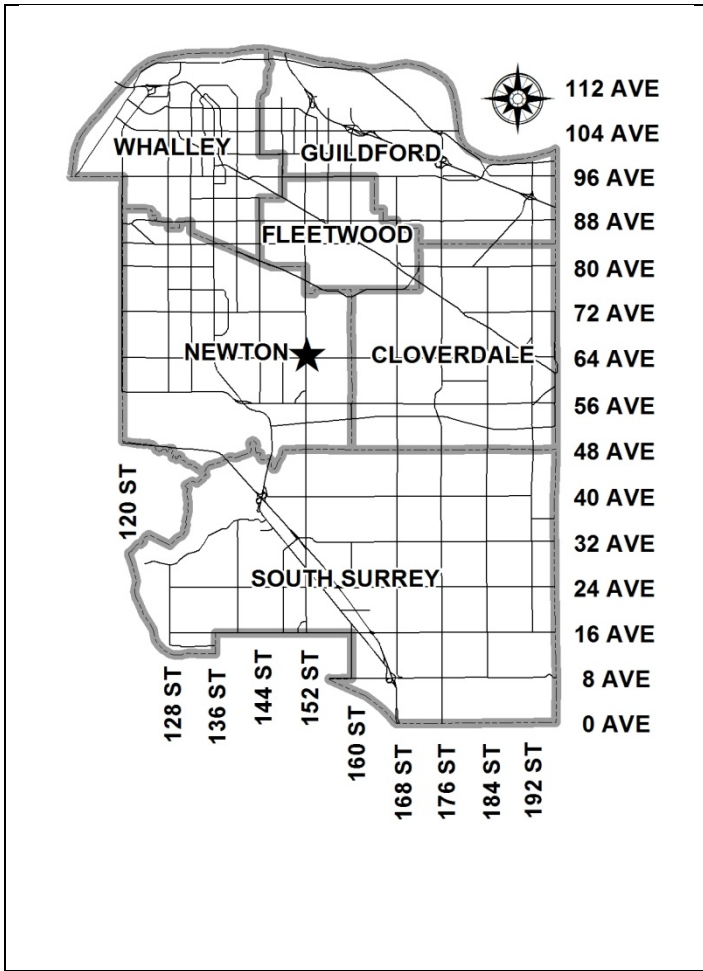 112 AVE
104 AVE
WHALLEY
GUILDFORD
96 AVE
88 AVE
FLEETWOOD
80 AVE
72 AVE
NEWTON
CLOVERDALE
64 AVE
56 AVE
48 AVE
120 ST
40 AVE
32 AVE
SOUTH SURREY
24 AVE
16 AVE
8 AVE
0 AVE
128 ST
136 ST
144 ST
152 ST
160 ST
168 ST
176 ST
184 ST
192 ST